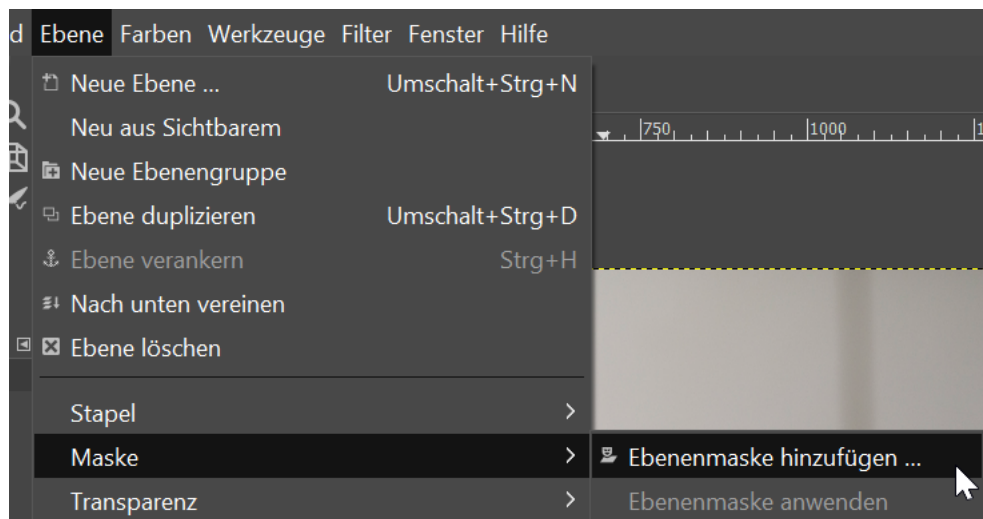 d Ebene Farben Werkzeuge Filter Fenster Hilfe
Neue Ebene ... Umschalt+Strg+N
Neu aus Sichtbarem
750 1000 1
Neue Ebenengruppe
Ebene duplizieren Umschalt+Strg+D
Ebene verankern Strg+H
Nach unten vereinen
Ebene löschen
Stapel
Maske
Ebenenmaske hinzufügen ...
Transparenz
Ebenenmaske anwenden